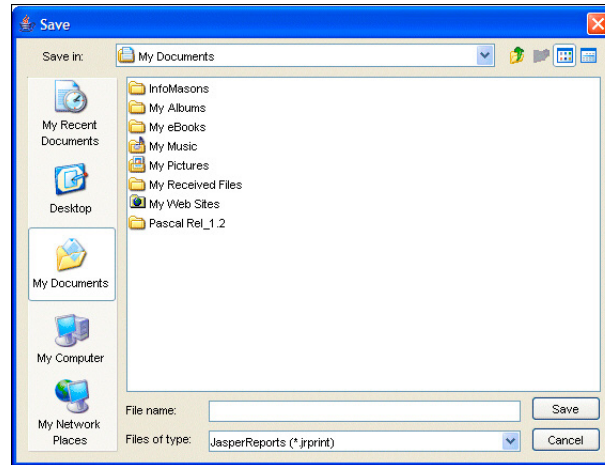 Save
Save in:
My Documents
My Recent
Documents
Desktop
My Documents
My Computer
My Network
Places
InfoMasons
My Albums
My eBooks
My Music
My Pictures
My Received Files
My Web Sites
Pascal Rel_1.2
File name:
Save
Files of type:
JasperReports (*.jrprint)
Cancel